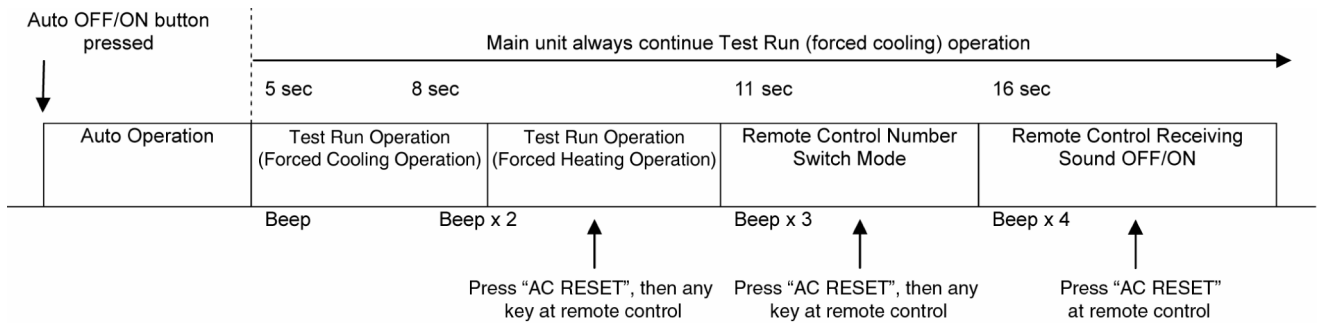 Auto OFF/ON button
pressed
Main unit always continue Test Run (forced cooling) operation
5 sec
8 sec
11 sec
16 sec
Auto Operation
Test Run Operation
(Forced Cooling Operation)
Test Run Operation
(Forced Heating Operation)
Remote Control Number
Switch Mode
Remote Control Receiving
Sound OFF/ON
Beep
Beep x 2
Beep x 3
Beep x 4
Press “AC RESET”, then any
key at remote control
Press “AC RESET”, then any
key at remote control
Press “AC RESET”
at remote control